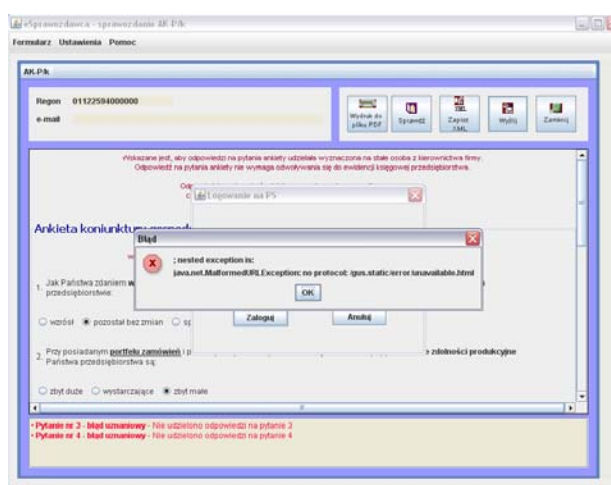 eSprawozdawca - sprawozdanie AK-P/k
Formularz Ustawienia Pomoc
AK-P/k
Regon 01122594000000
e-mail
Wydruk do pliku PDF
Sprawdź
Zapisz XML
Wyślij
Zamknij
Wskazane jest, aby odpowiedzi na pytania ankiety udzielała wyznaczona na stałe osoba z kierownictwa firmy.
Odpowiedź na pytania ankiety nie wymaga odwoływania się do ewidencji księgowej przedsiębiorstwa.
Logowanie na PS
Ankieta koniunktury
Błąd
; nested exception is:
java.net.MalformedURLException: no protocol: /gus.static/error/unavailable.html
OK
1. Jak Państwa zdaniem
przedsiębiorstwie:
Zaloguj Anuluj
wzrósł pozostał bez zmian
2. Przy posiadanym portfelu zamówień i
e zdolności produkcyjne
Państwa przedsiębiorstwa są:
zbyt duże wystarczające zbyt małe
• Pytanie nr 3 - błąd uznaniowy - Nie udzielono odpowiedzi na pytanie 3
• Pytanie nr 4 - błąd uznaniowy - Nie udzielono odpowiedzi na pytanie 4